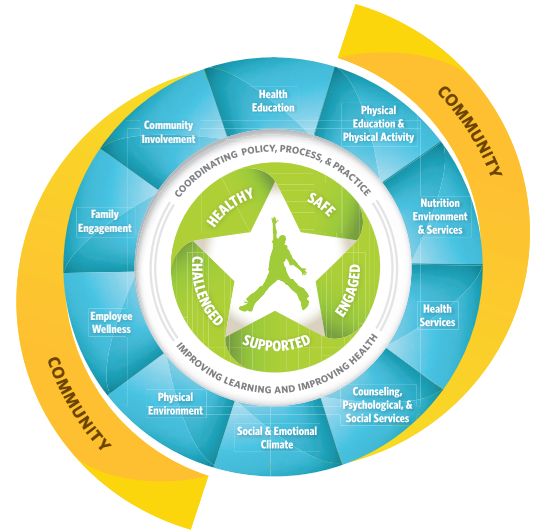 COMMUNITY
Health
Education
Physical
Education &
Physical Activity
Nutrition
Environment
& Services
Health
Services
Counseling,
Psychological, &
Social Services
Social & Emotional
Climate
Physical
Environment
Employee
Wellness
Family
Engagement
Community
Involvement
COORDINATING POLICY, PROCESS, & PRACTICE
IMPROVING LEARNING AND IMPROVING HEALTH
HEALTHY
SAFE
ENGAGED
SUPPORTED
CHALLENGED
COMMUNITY